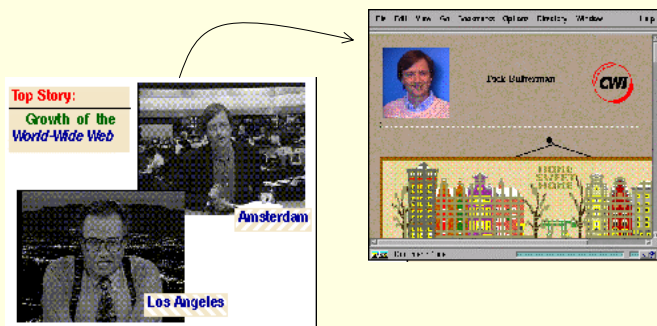 Top Story:
Growth of the
World-Wide Web
Amsterdam
Los Angeles
File Edit View Go Bookmarks Options Directory Window Help
Dick Bulterman
CWI
HOME
SWEET
HOME